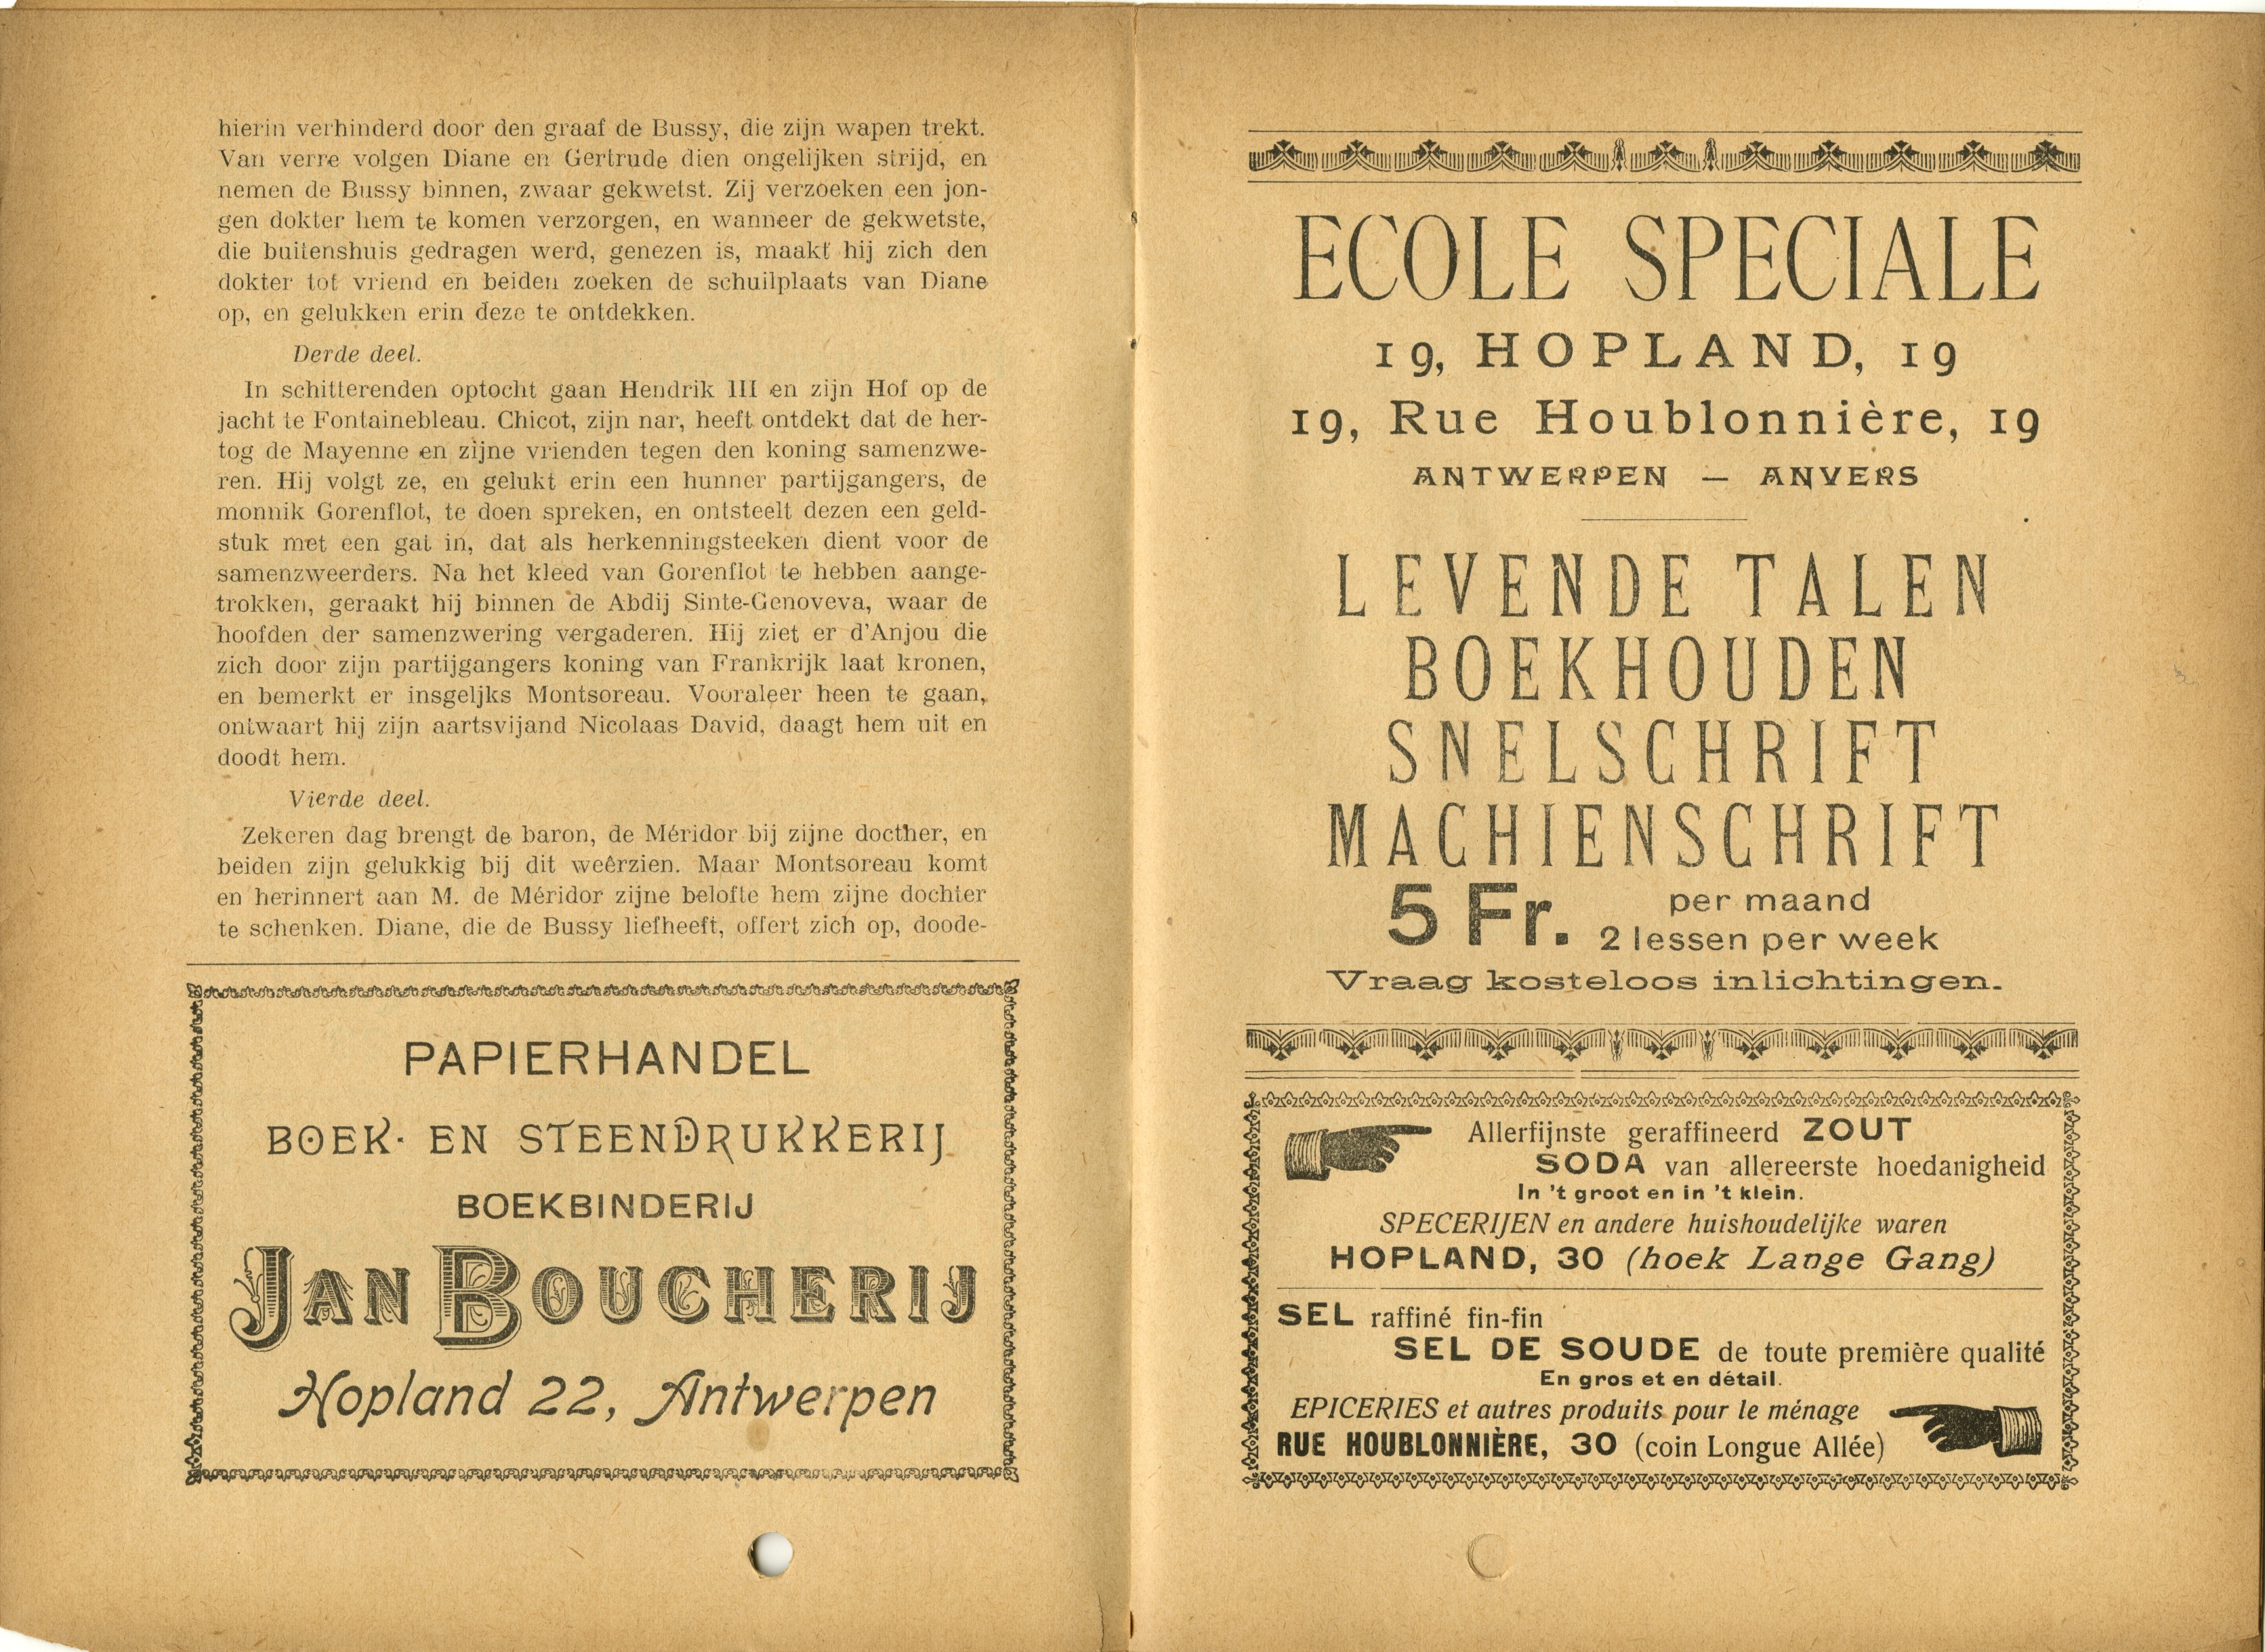 hierin verhinderd door den graaf de Bussy, die zijn wapen trekt.
Van verre volgen Diane en Gertrude dien ongelijken strijd, en
nemen de Bussy binnen, zwaar gekwetst. Zij verzoeken een jon-
gen dokter hem te komen verzorgen, en wanneer de gekwetste,
die buitenshuis gedragen werd, genezen is, maakt hij zich den
dokter tot vriend en beiden zoeken de schuilplaats van Diane
op, en gelukken erin deze te ontdekken.
Derde deel.
In schitterenden optocht gaan Hendrik III en zijn Hof op de
jacht te Fontainebleau. Chicot, zijn nar, heeft ontdekt dat de her-
tog de Mayenne en zijne vrienden tegen den koning samenzwe-
ren. Hij volgt ze, en gelukt erin een hunner partijgangers, de
monnik Gorenflot, te doen spreken, en ontsteelt dezen een geld-
stuk met een gat in, dat als herkenningsteeken dient voor de
samenzweerders. Na het kleed van Gorenflot te hebben aange-
trokken, geraakt hij binnen de Abdij Sinte-Genoveva, waar de
hoofden der samenzwering vergaderen. Hij ziet er d'Anjou die
zich door zijn partijgangers koning van Frankrijk laat kronen,
en bemerkt er insgeljks Montsoreau. Vooraleer heen te gaan,
ontwaart hij zijn aartsvijand Nicolaas David, daagt hem uit en
doodt hem.
Vierde deel.
Zekeren dag brengt de baron, de Méridor bij zijne docther, en
beiden zijn gelukkig bij dit weêrzien. Maar Montsoreau komt
en herinnert aan M. de Méridor zijne belofte hem zijne dochter
te schenken. Diane, die de Bussy liefheeft, offert zich op, doode-
PAPIERHANDEL
BOEK- EN STEENDRUKKERIJ
BOEKBINDERIJ
JAN BOUCHERIJ
Hopland 22, Antwerpen
ECOLE SPECIALE
19, HOPLAND, 19
19, Rue Houblonnière, 19
ANTWERPEN — ANVERS
LEVENDE TALEN
BOEKHOUDEN
SNELSCHRIFT
MACHIENSCHRIFT
5 Fr. per maand
2 lessen per week
Vraag kosteloos inlichtingen.
Allerfijnste geraffineerd ZOUT
SODA van allereerste hoedanigheid
In 't groot en in 't klein.
SPECERIJEN en andere huishoudelijke waren
HOPLAND, 30 (hoek Lange Gang)
SEL raffiné fin-fin
SEL DE SOUDE de toute première qualité
En gros et en détail.
EPICERIES et autres produits pour le ménage
RUE HOUBLONNIÈRE, 30 (coin Longue Allée)